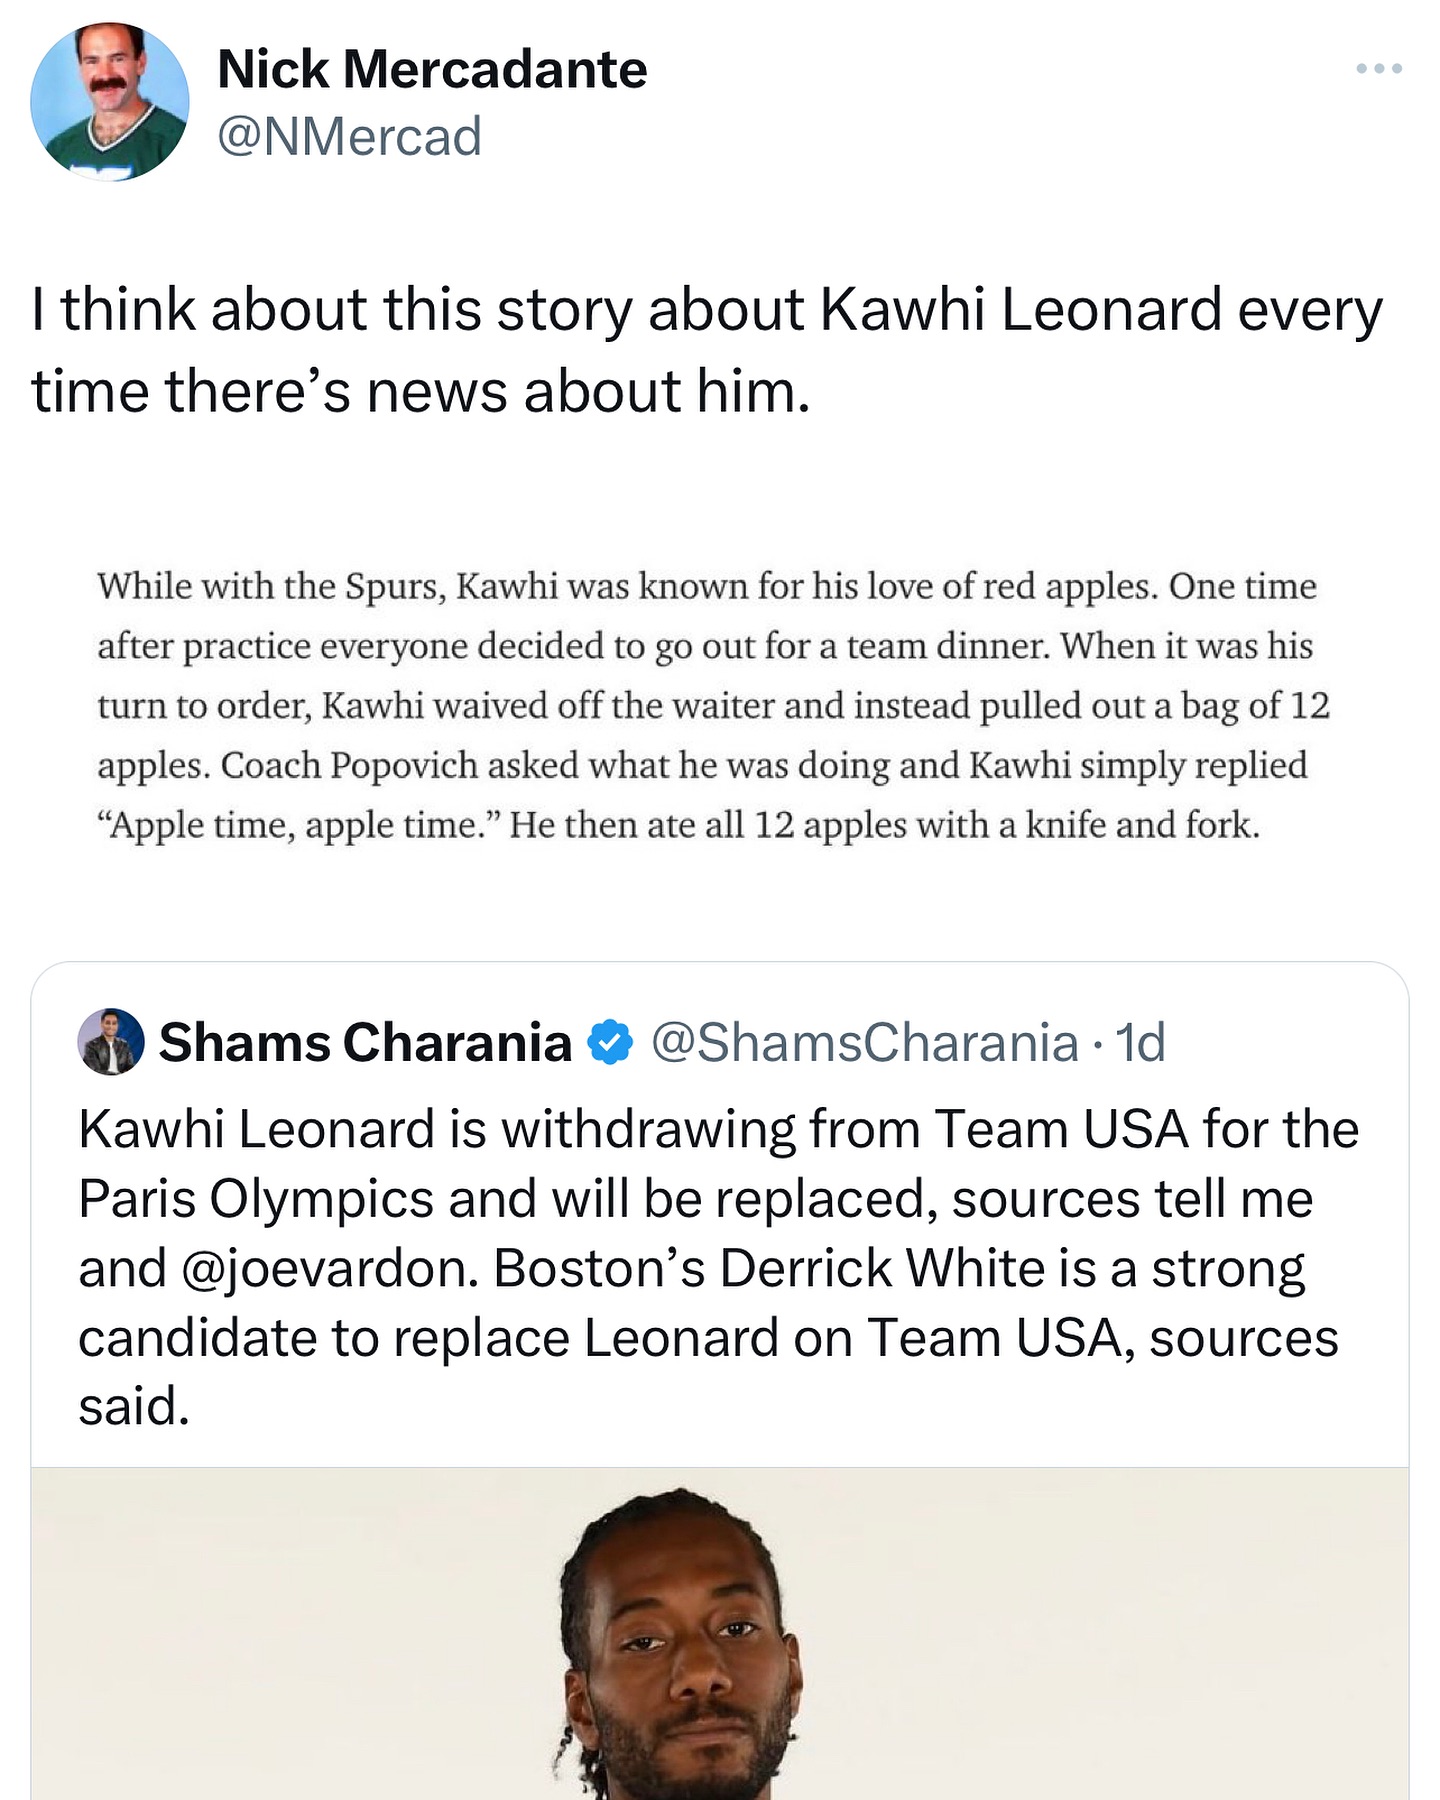 Nick Mercadante
@NMercad
I think about this story about Kawhi Leonard every
time there’s news about him.
While with the Spurs, Kawhi was known for his love of red apples. One time
after practice everyone decided to go out for a team dinner. When it was his
turn to order, Kawhi waived off the waiter and instead pulled out a bag of 12
apples. Coach Popovich asked what he was doing and Kawhi simply replied
“Apple time, apple time.” He then ate all 12 apples with a knife and fork.
Shams Charania @ShamsCharania · 1d
Kawhi Leonard is withdrawing from Team USA for the
Paris Olympics and will be replaced, sources tell me
and @joevardon. Boston’s Derrick White is a strong
candidate to replace Leonard on Team USA, sources
said.